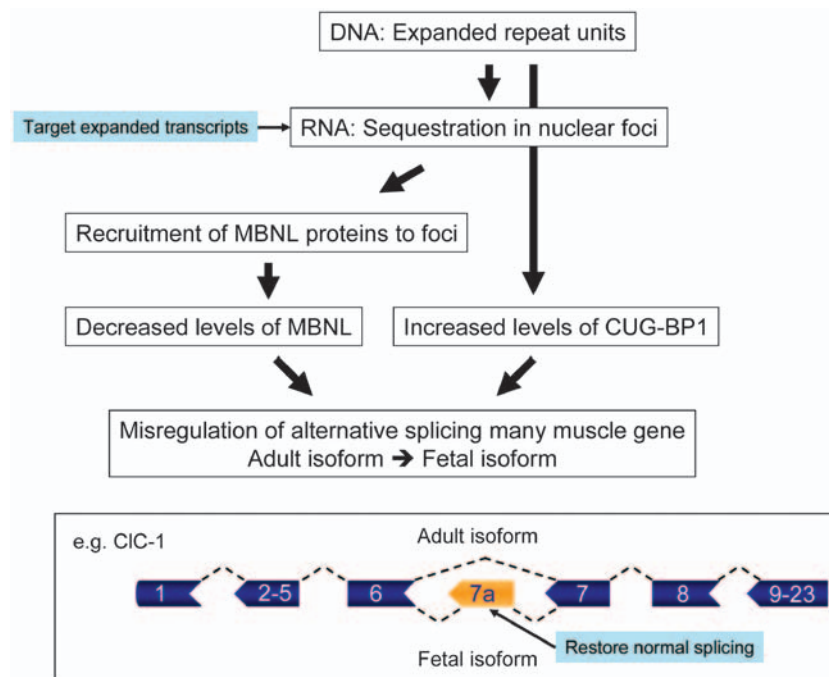 DNA: Expanded repeat units
Target expanded transcripts
RNA: Sequestration in nuclear foci
Recruitment of MBNL proteins to foci
Decreased levels of MBNL
Increased levels of CUG-BP1
Misregulation of alternative splicing many muscle gene
Adult isoform ➔ Fetal isoform
e.g. ClC-1
Adult isoform
1 2-5 6 7a 7 8 9-23
Restore normal splicing
Fetal isoform